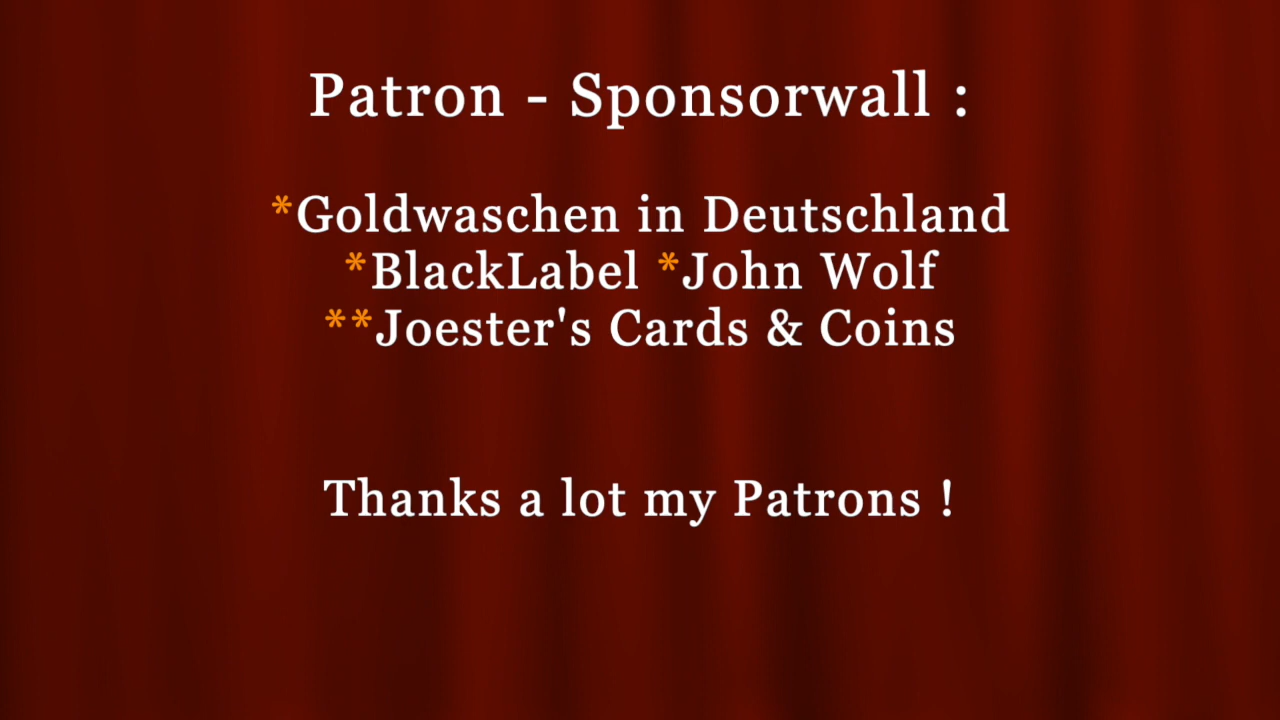 Patron - Sponsorwall :
*Goldwaschen in Deutschland
*BlackLabel *John Wolf
**Joester's Cards & Coins
Thanks a lot my Patrons !